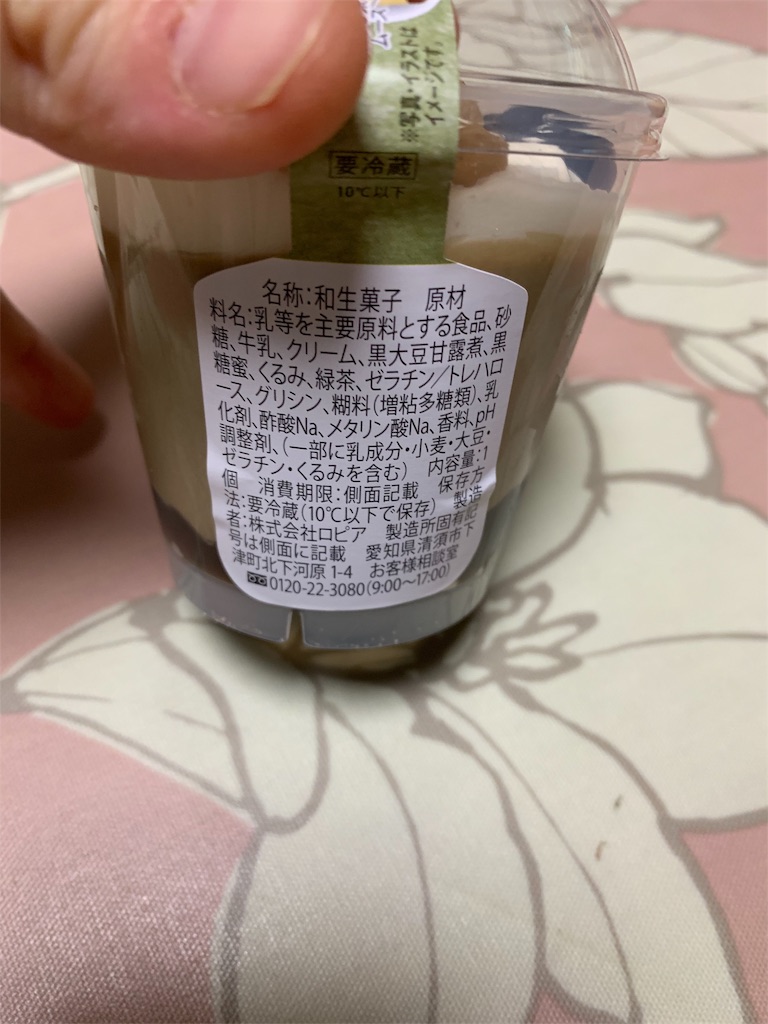 ムース
※写真・イラストは
イメージです。
要冷蔵
10℃以下
名称:和生菓子 原材
料名:乳等を主要原料とする食品、砂
糖、牛乳、クリーム、黒大豆甘露煮、黒
糖蜜、くるみ、緑茶、ゼラチン/トレハロ
ース、グリシン、糊料(増粘多糖類)、乳
化剤、酢酸Na、メタリン酸Na、香料、pH
調整剤、(一部に乳成分・小麦・大豆・
ゼラチン・くるみを含む) 内容量:1
個 消費期限:側面記載 保存方
法:要冷蔵(10℃以下で保存) 製造
者:株式会社ロピア 製造所固有記
号は側面に記載 愛知県清須市下
津町北下河原1-4 お客様相談室
0120-22-3080(9:00〜17:00)